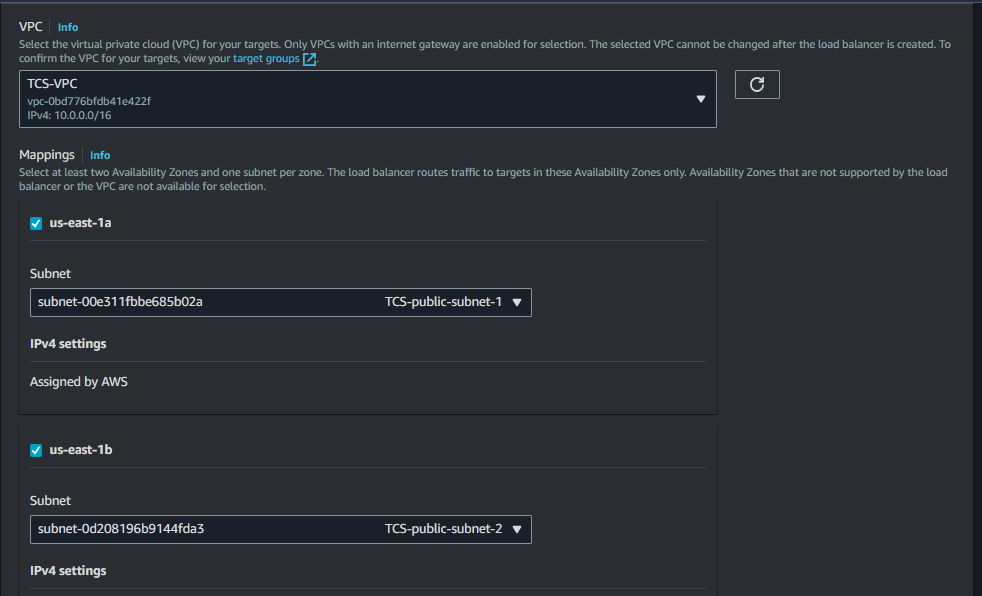 VPC Info
Select the virtual private cloud (VPC) for your targets. Only VPCs with an internet gateway are enabled for selection. The selected VPC cannot be changed after the load balancer is created. To
confirm the VPC for your targets, view your target groups.
TCS-VPC
vpc-0bd776bfdb41e422f
IPv4: 10.0.0.0/16
Mappings Info
Select at least two Availability Zones and one subnet per zone. The load balancer routes traffic to targets in these Availability Zones only. Availability Zones that are not supported by the load
balancer or the VPC are not available for selection.
us-east-1a
Subnet
subnet-00e311fbbe685b02a TCS-public-subnet-1
IPv4 settings
Assigned by AWS
us-east-1b
Subnet
subnet-0d208196b9144fda3 TCS-public-subnet-2
IPv4 settings